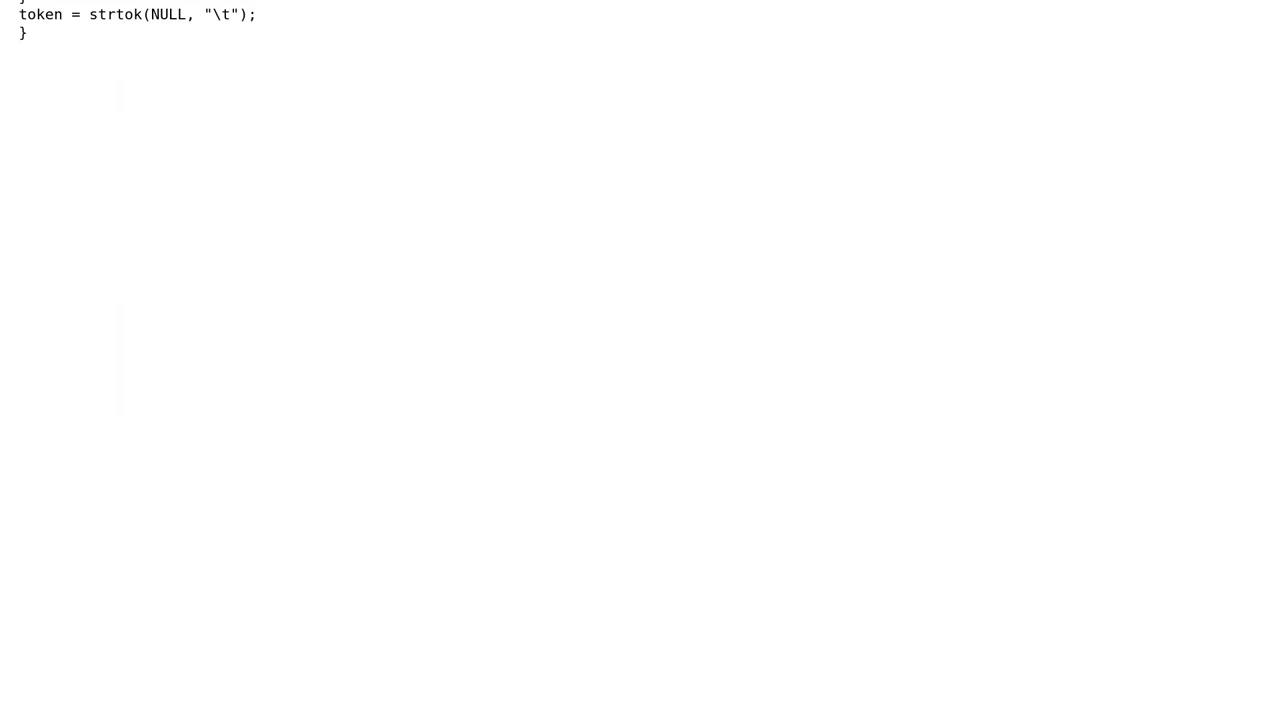 }
token = strtok(NULL, "\t");
}